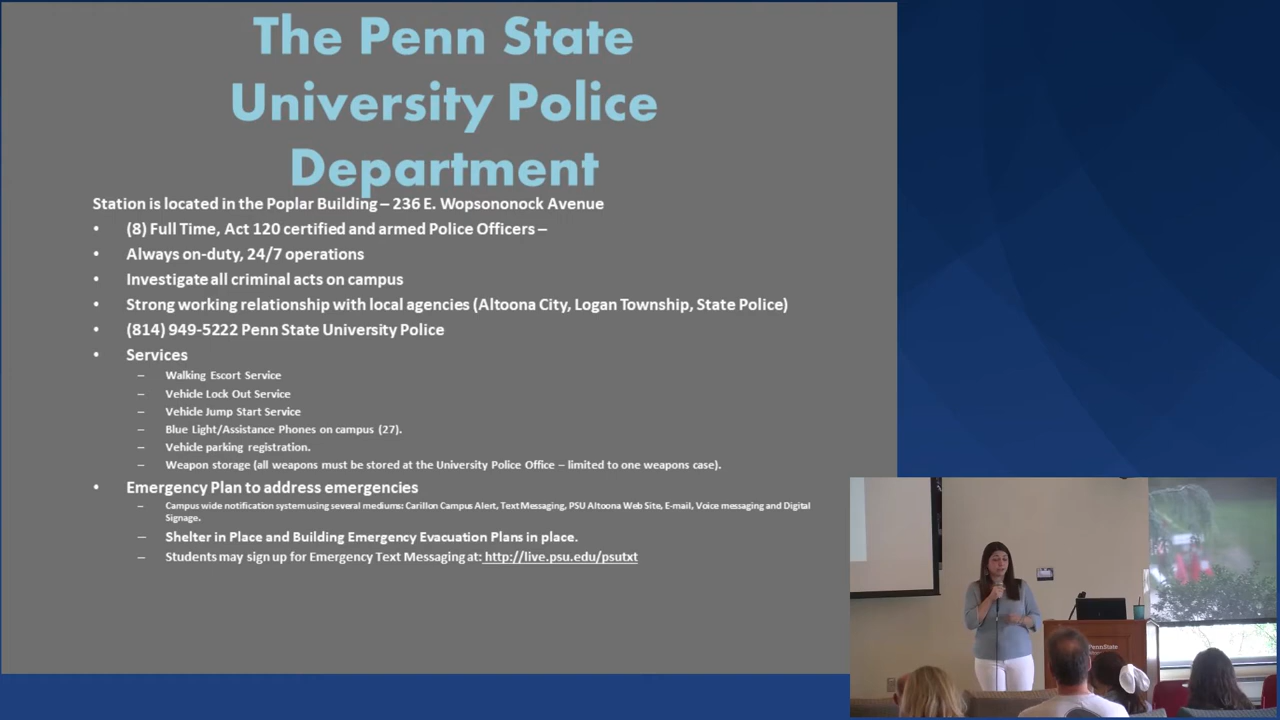 The Penn State
University Police
Department
Station is located in the Poplar Building – 236 E. Wopsononock Avenue
• (8) Full Time, Act 120 certified and armed Police Officers –
• Always on-duty, 24/7 operations
• Investigate all criminal acts on campus
• Strong working relationship with local agencies (Altoona City, Logan Township, State Police)
• (814) 949-5222 Penn State University Police
• Services
– Walking Escort Service
– Vehicle Lock Out Service
– Vehicle Jump Start Service
– Blue Light/Assistance Phones on campus (27).
– Vehicle parking registration.
– Weapon storage (all weapons must be stored at the University Police Office – limited to one weapons case).
• Emergency Plan to address emergencies
– Campus wide notification system using several mediums: Carillon Campus Alert, Text Messaging, PSU Altoona Web Site, E-mail, Voice messaging and Digital
Signage.
– Shelter in Place and Building Emergency Evacuation Plans in place.
– Students may sign up for Emergency Text Messaging at: http://live.psu.edu/psutxt
PennState